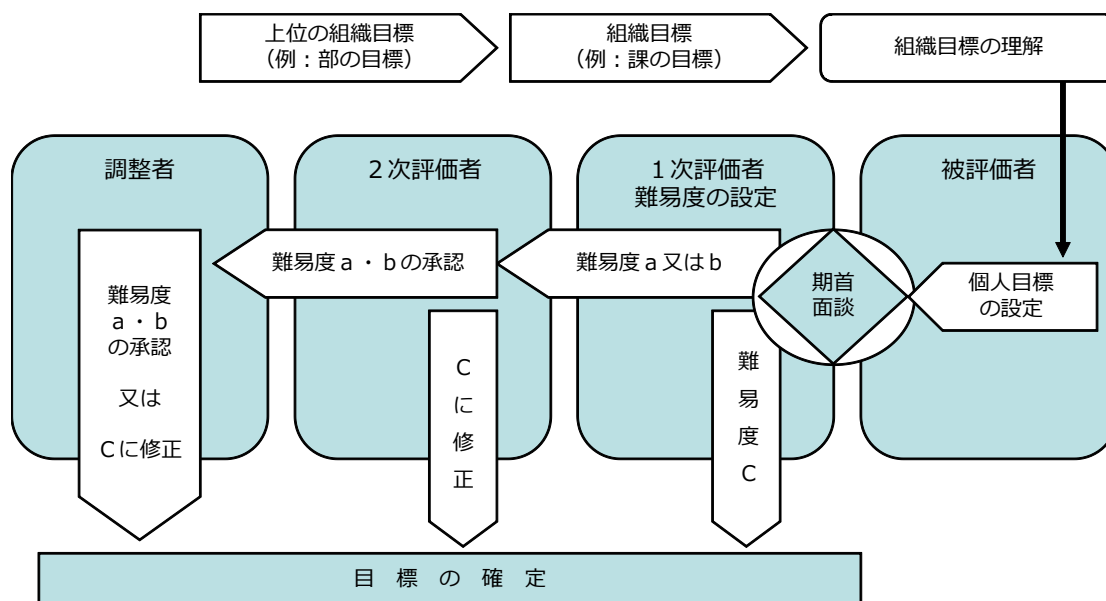 上位の組織目標
（例：部の目標）
組織目標
（例：課の目標）
組織目標の理解
調整者
２次評価者
１次評価者
難易度の設定
被評価者
難易度
ａ・ｂ
の承認
又は
Ｃに修正
難易度ａ・ｂの承認
難易度ａ又はｂ
期首
面談
個人目標
の設定
Ｃに修正
難易度Ｃ
目標の確定